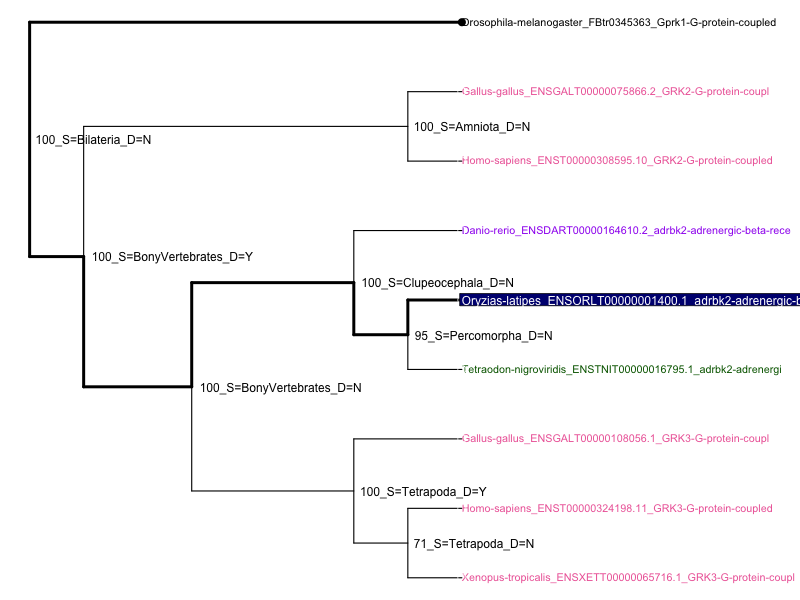 Drosophila-melanogaster_FBtr0345363_Gprk1-G-protein-coupled
Gallus-gallus_ENSGALT00000075866.2_GRK2-G-protein-coupl
100_S=Amniota_D=N
100_S=Bilateria_D=N
Homo-sapiens_ENST00000308595.10_GRK2-G-protein-coupled
Danio-rerio_ENSDART00000164610.2_adrbk2-adrenergic-beta-rece
100_S=BonyVertebrates_D=Y
100_S=Clupeocephala_D=N
Oryzias-latipes_ENSORLT00000001400.1_adrbk2-adrenergic-b
95_S=Percomorpha_D=N
Tetraodon-nigroviridis_ENSTNIT00000016795.1_adrbk2-adrenergi
100_S=BonyVertebrates_D=N
Gallus-gallus_ENSGALT00000108056.1_GRK3-G-protein-coupl
100_S=Tetrapoda_D=Y
Homo-sapiens_ENST00000324198.11_GRK3-G-protein-coupled
71_S=Tetrapoda_D=N
Xenopus-tropicalis_ENSXETT00000065716.1_GRK3-G-protein-coupl